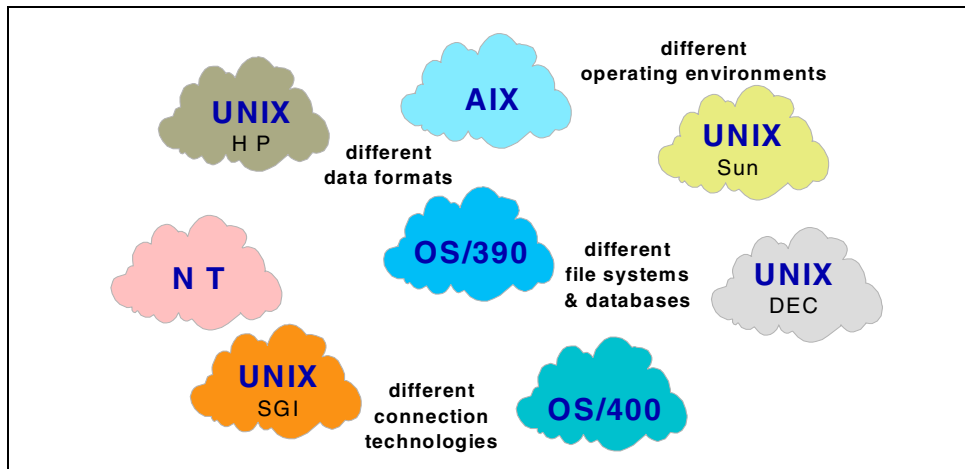 different
operating environments
AIX
UNIX
H P
UNIX
Sun
different
data formats
OS/390
different
file systems
& databases
N T
UNIX
DEC
UNIX
SGI
different
connection
technologies
OS/400